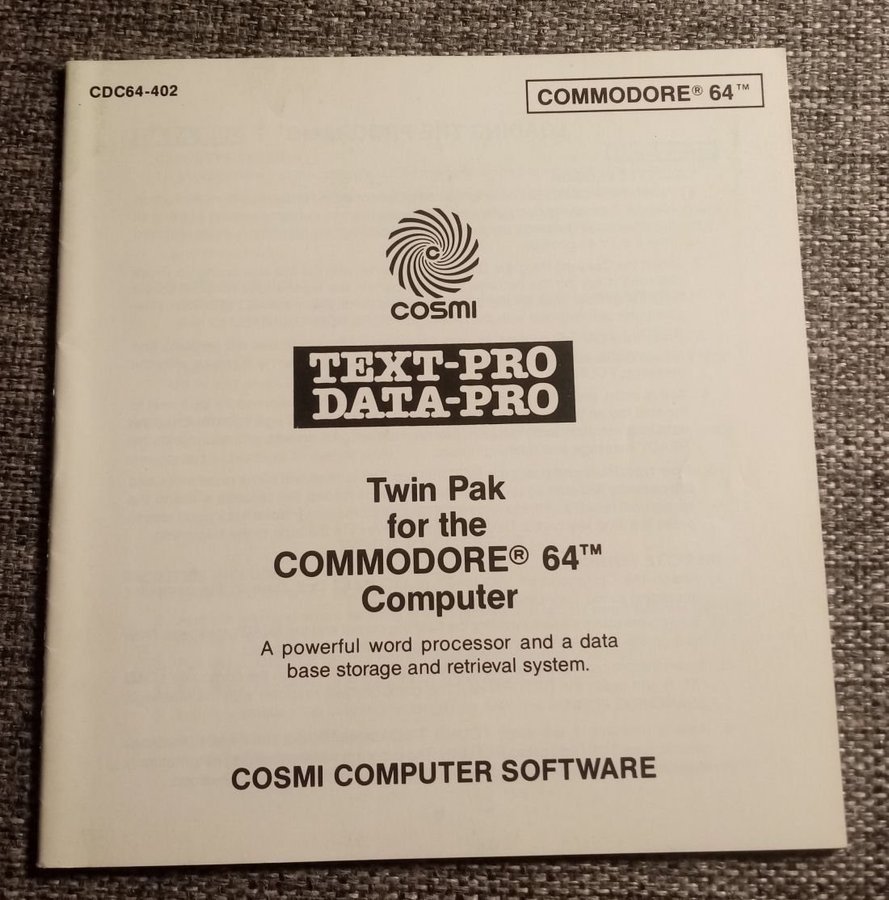 CDC64-402
COMMODORE® 64™
C
COSMI
TEXT-PRO
DATA-PRO
Twin Pak
for the
COMMODORE® 64™
Computer
A powerful word processor and a data
base storage and retrieval system.
COSMI COMPUTER SOFTWARE